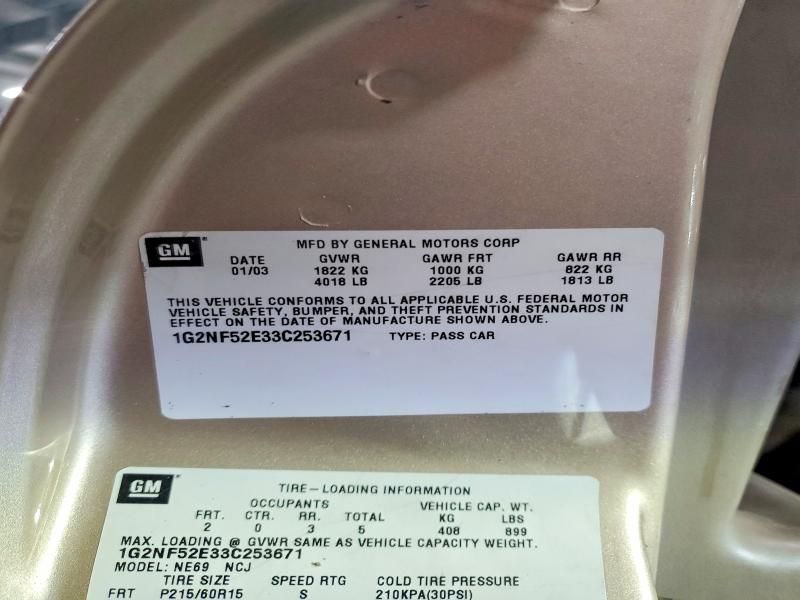 GM
MFD BY GENERAL MOTORS CORP
DATE GVWR GAWR FRT GAWR RR
01/03 1822 KG 1000 KG 822 KG
4018 LB 2205 LB 1813 LB
THIS VEHICLE CONFORMS TO ALL APPLICABLE U.S. FEDERAL MOTOR
VEHICLE SAFETY, BUMPER, AND THEFT PREVENTION STANDARDS IN
EFFECT ON THE DATE OF MANUFACTURE SHOWN ABOVE.
1G2NF52E33C253671 TYPE: PASS CAR
GM
TIRE-LOADING INFORMATION
OCCUPANTS VEHICLE CAP. WT.
FRT. CTR. RR. TOTAL KG LBS
2 0 3 5 408 899
MAX. LOADING @ GVWR SAME AS VEHICLE CAPACITY WEIGHT.
1G2NF52E33C253671
MODEL: NE69 NCJ
TIRE SIZE SPEED RTG COLD TIRE PRESSURE
FRT P215/60R15 S 210KPA(30PSI)